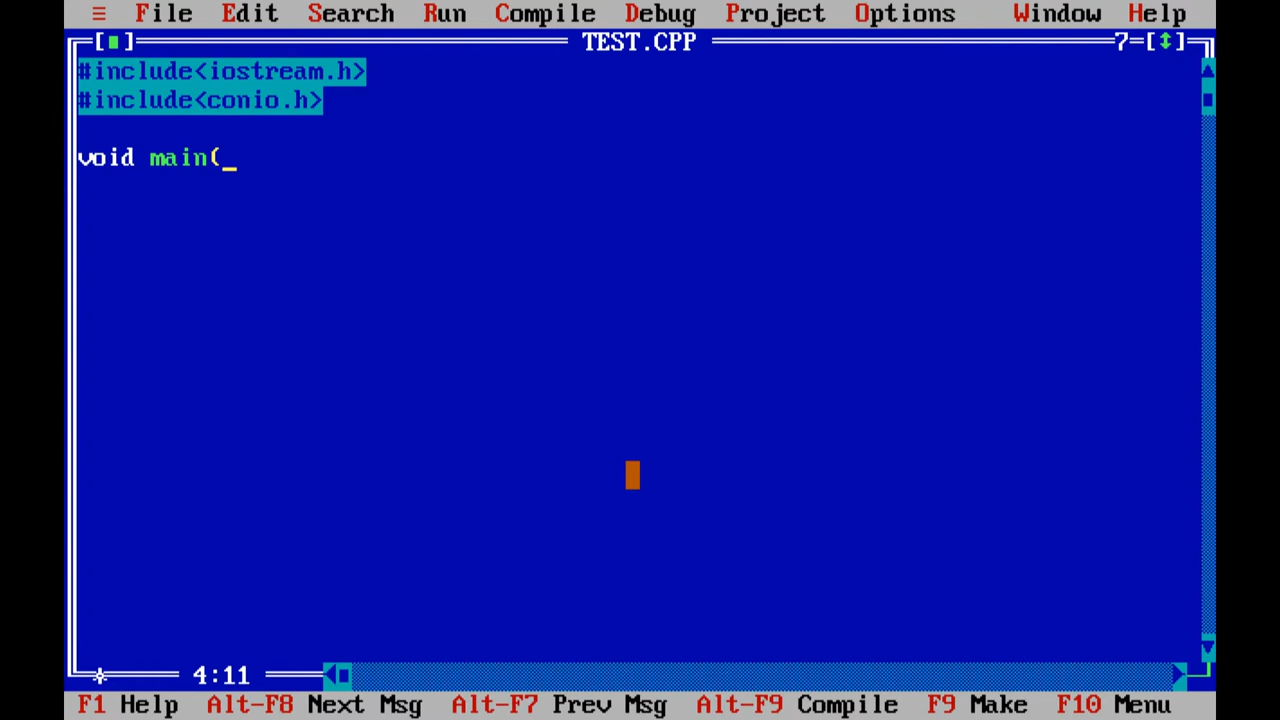 ≡ File Edit Search Run Compile Debug Project Options Window Help
[■] TEST.CPP 7=[↕]
#include<iostream.h>
#include<conio.h>
void main(_
4:11
F1 Help Alt-F8 Next Msg Alt-F7 Prev Msg Alt-F9 Compile F9 Make F10 Menu